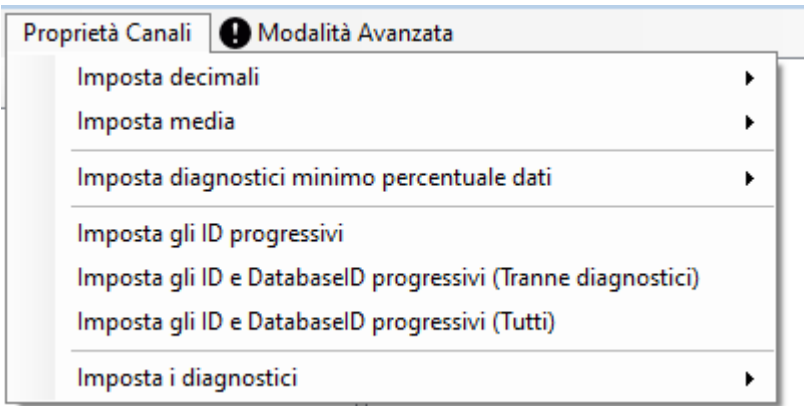 Proprietà Canali Modalità Avanzata
Imposta decimali
Imposta media
Imposta diagnostici minimo percentuale dati
Imposta gli ID progressivi
Imposta gli ID e DatabaseID progressivi (Tranne diagnostici)
Imposta gli ID e DatabaseID progressivi (Tutti)
Imposta i diagnostici